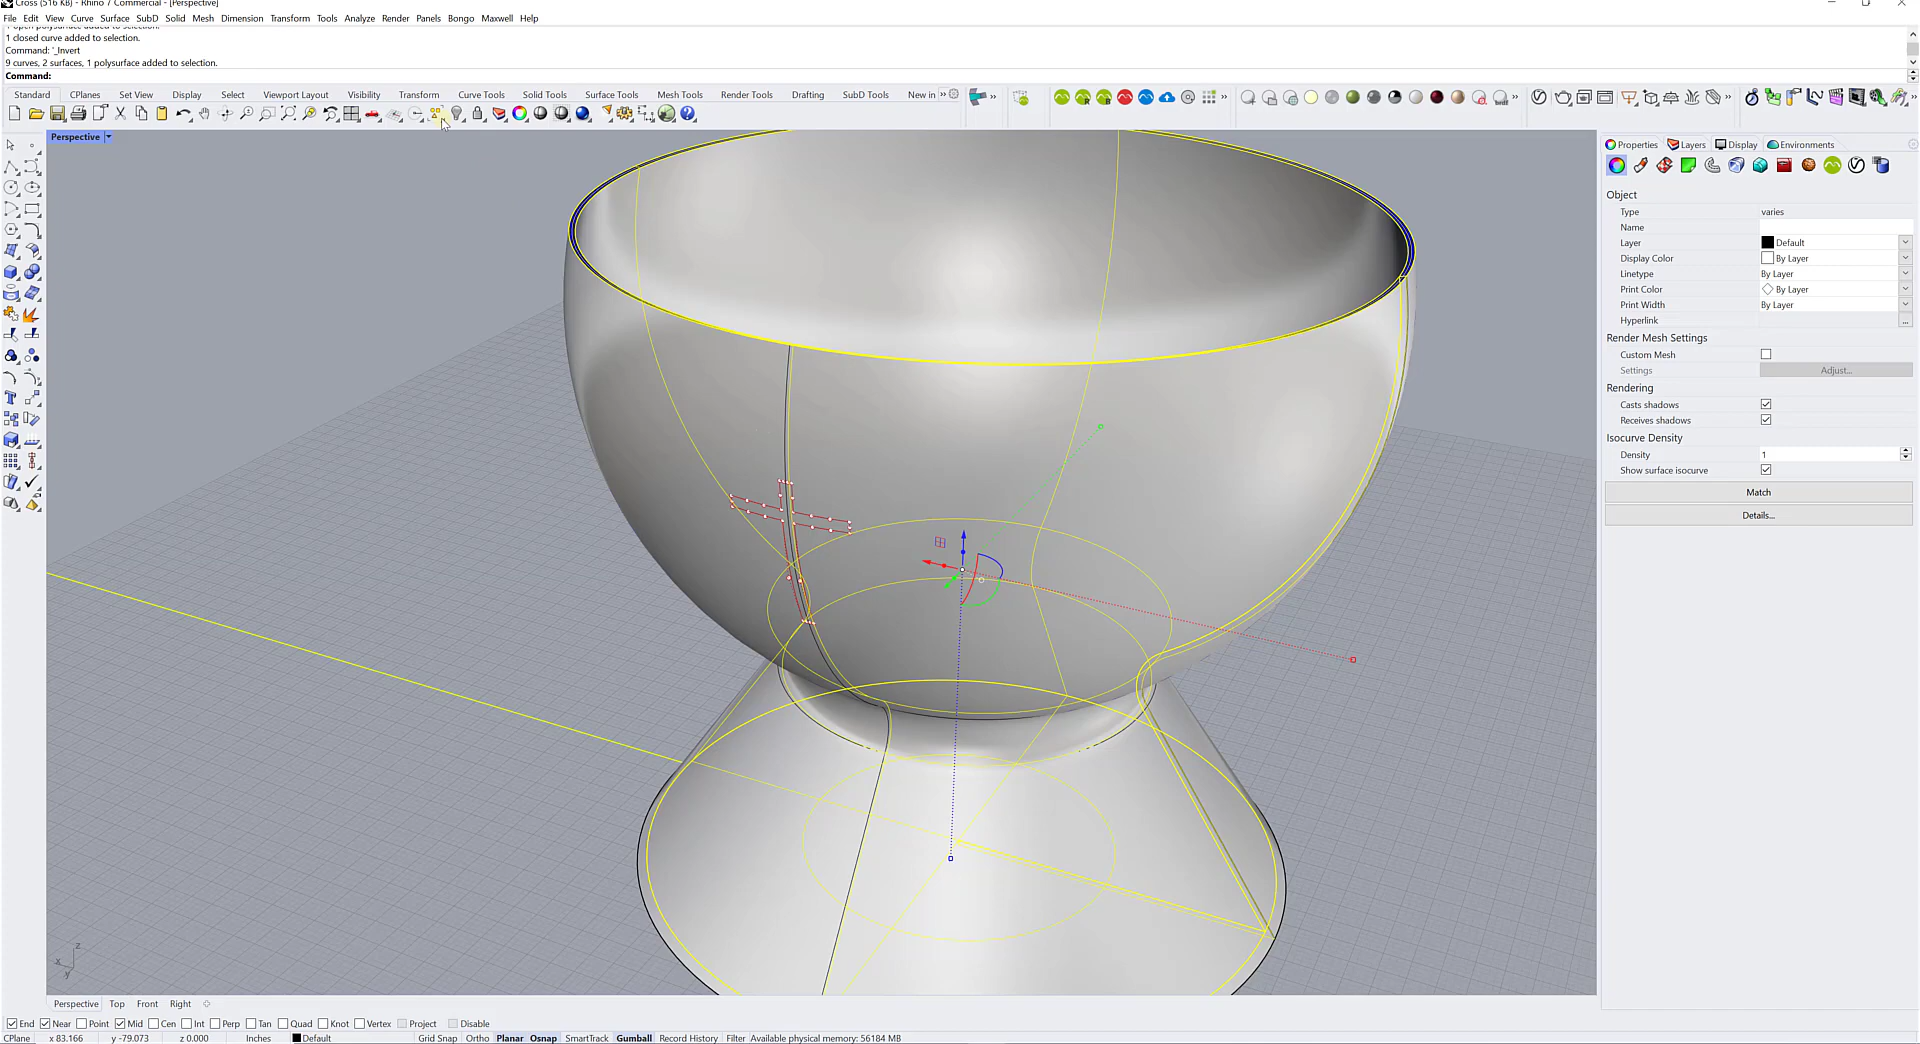 Cross (516 KB) - Rhino 7 Commercial - [Perspective]
File Edit View Curve Surface SubD Solid Mesh Dimension Transform Tools Analyze Render Panels Bongo Maxwell Help
1 open polysurface added to selection.
1 closed curve added to selection.
Command: '_Invert
9 curves, 2 surfaces, 1 polysurface added to selection.
Command:
Standard CPlanes Set View Display Select Viewport Layout Visibility Transform Curve Tools Solid Tools Surface Tools Mesh Tools Render Tools Drafting SubD Tools New in
Perspective
Properties Layers Display Environments
Object
Type varies
Name
Layer Default
Display Color By Layer
Linetype By Layer
Print Color By Layer
Print Width By Layer
Hyperlink ...
Render Mesh Settings
Custom Mesh
Settings Adjust...
Rendering
Casts shadows
Receives shadows
Isocurve Density
Density 1
Show surface isocurve
Match
Details...
z
x
y
Perspective Top Front Right
End Near Point Mid Cen Int Perp Tan Quad Knot Vertex Project Disable
CPlane x 83.166 y -79.073 z 0.000 Inches Default Grid Snap Ortho Planar Osnap SmartTrack Gumball Record History Filter Available physical memory: 56184 MB